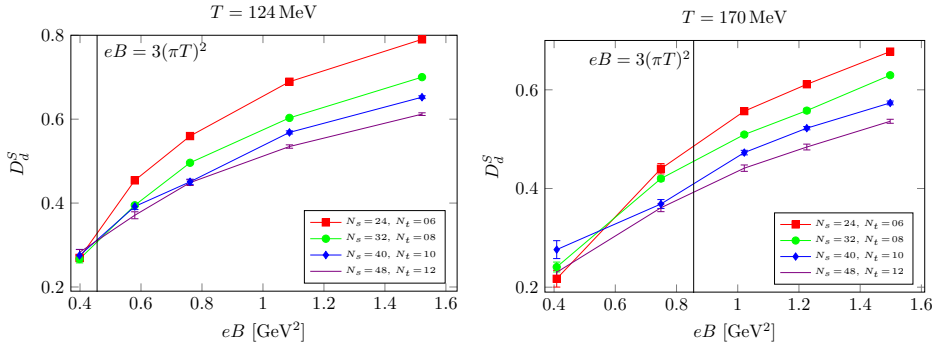 T = 124 MeV
eB = 3(πT)²
D_d^S
0.8
0.6
0.4
0.2
0.4 0.6 0.8 1 1.2 1.4 1.6
eB [GeV²]
N_s = 24, N_t = 06
N_s = 32, N_t = 08
N_s = 40, N_t = 10
N_s = 48, N_t = 12
T = 170 MeV
eB = 3(πT)²
D_d^S
0.6
0.4
0.2
0.4 0.6 0.8 1 1.2 1.4 1.6
eB [GeV²]
N_s = 24, N_t = 06
N_s = 32, N_t = 08
N_s = 40, N_t = 10
N_s = 48, N_t = 12